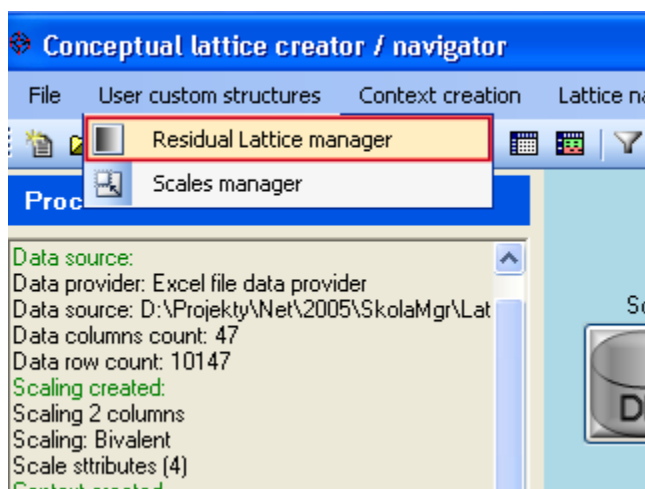 Conceptual lattice creator / navigator
File User custom structures Context creation Lattice
Residual Lattice manager
Scales manager
Data source:
Data provider: Excel file data provider
Data source: D:\Projekty\Net\2005\SkolaMgr\Lat
Data columns count: 47
Data row count: 10147
Scaling created:
Scaling 2 columns
Scaling: Bivalent
Scale sttributes (4)
Context created